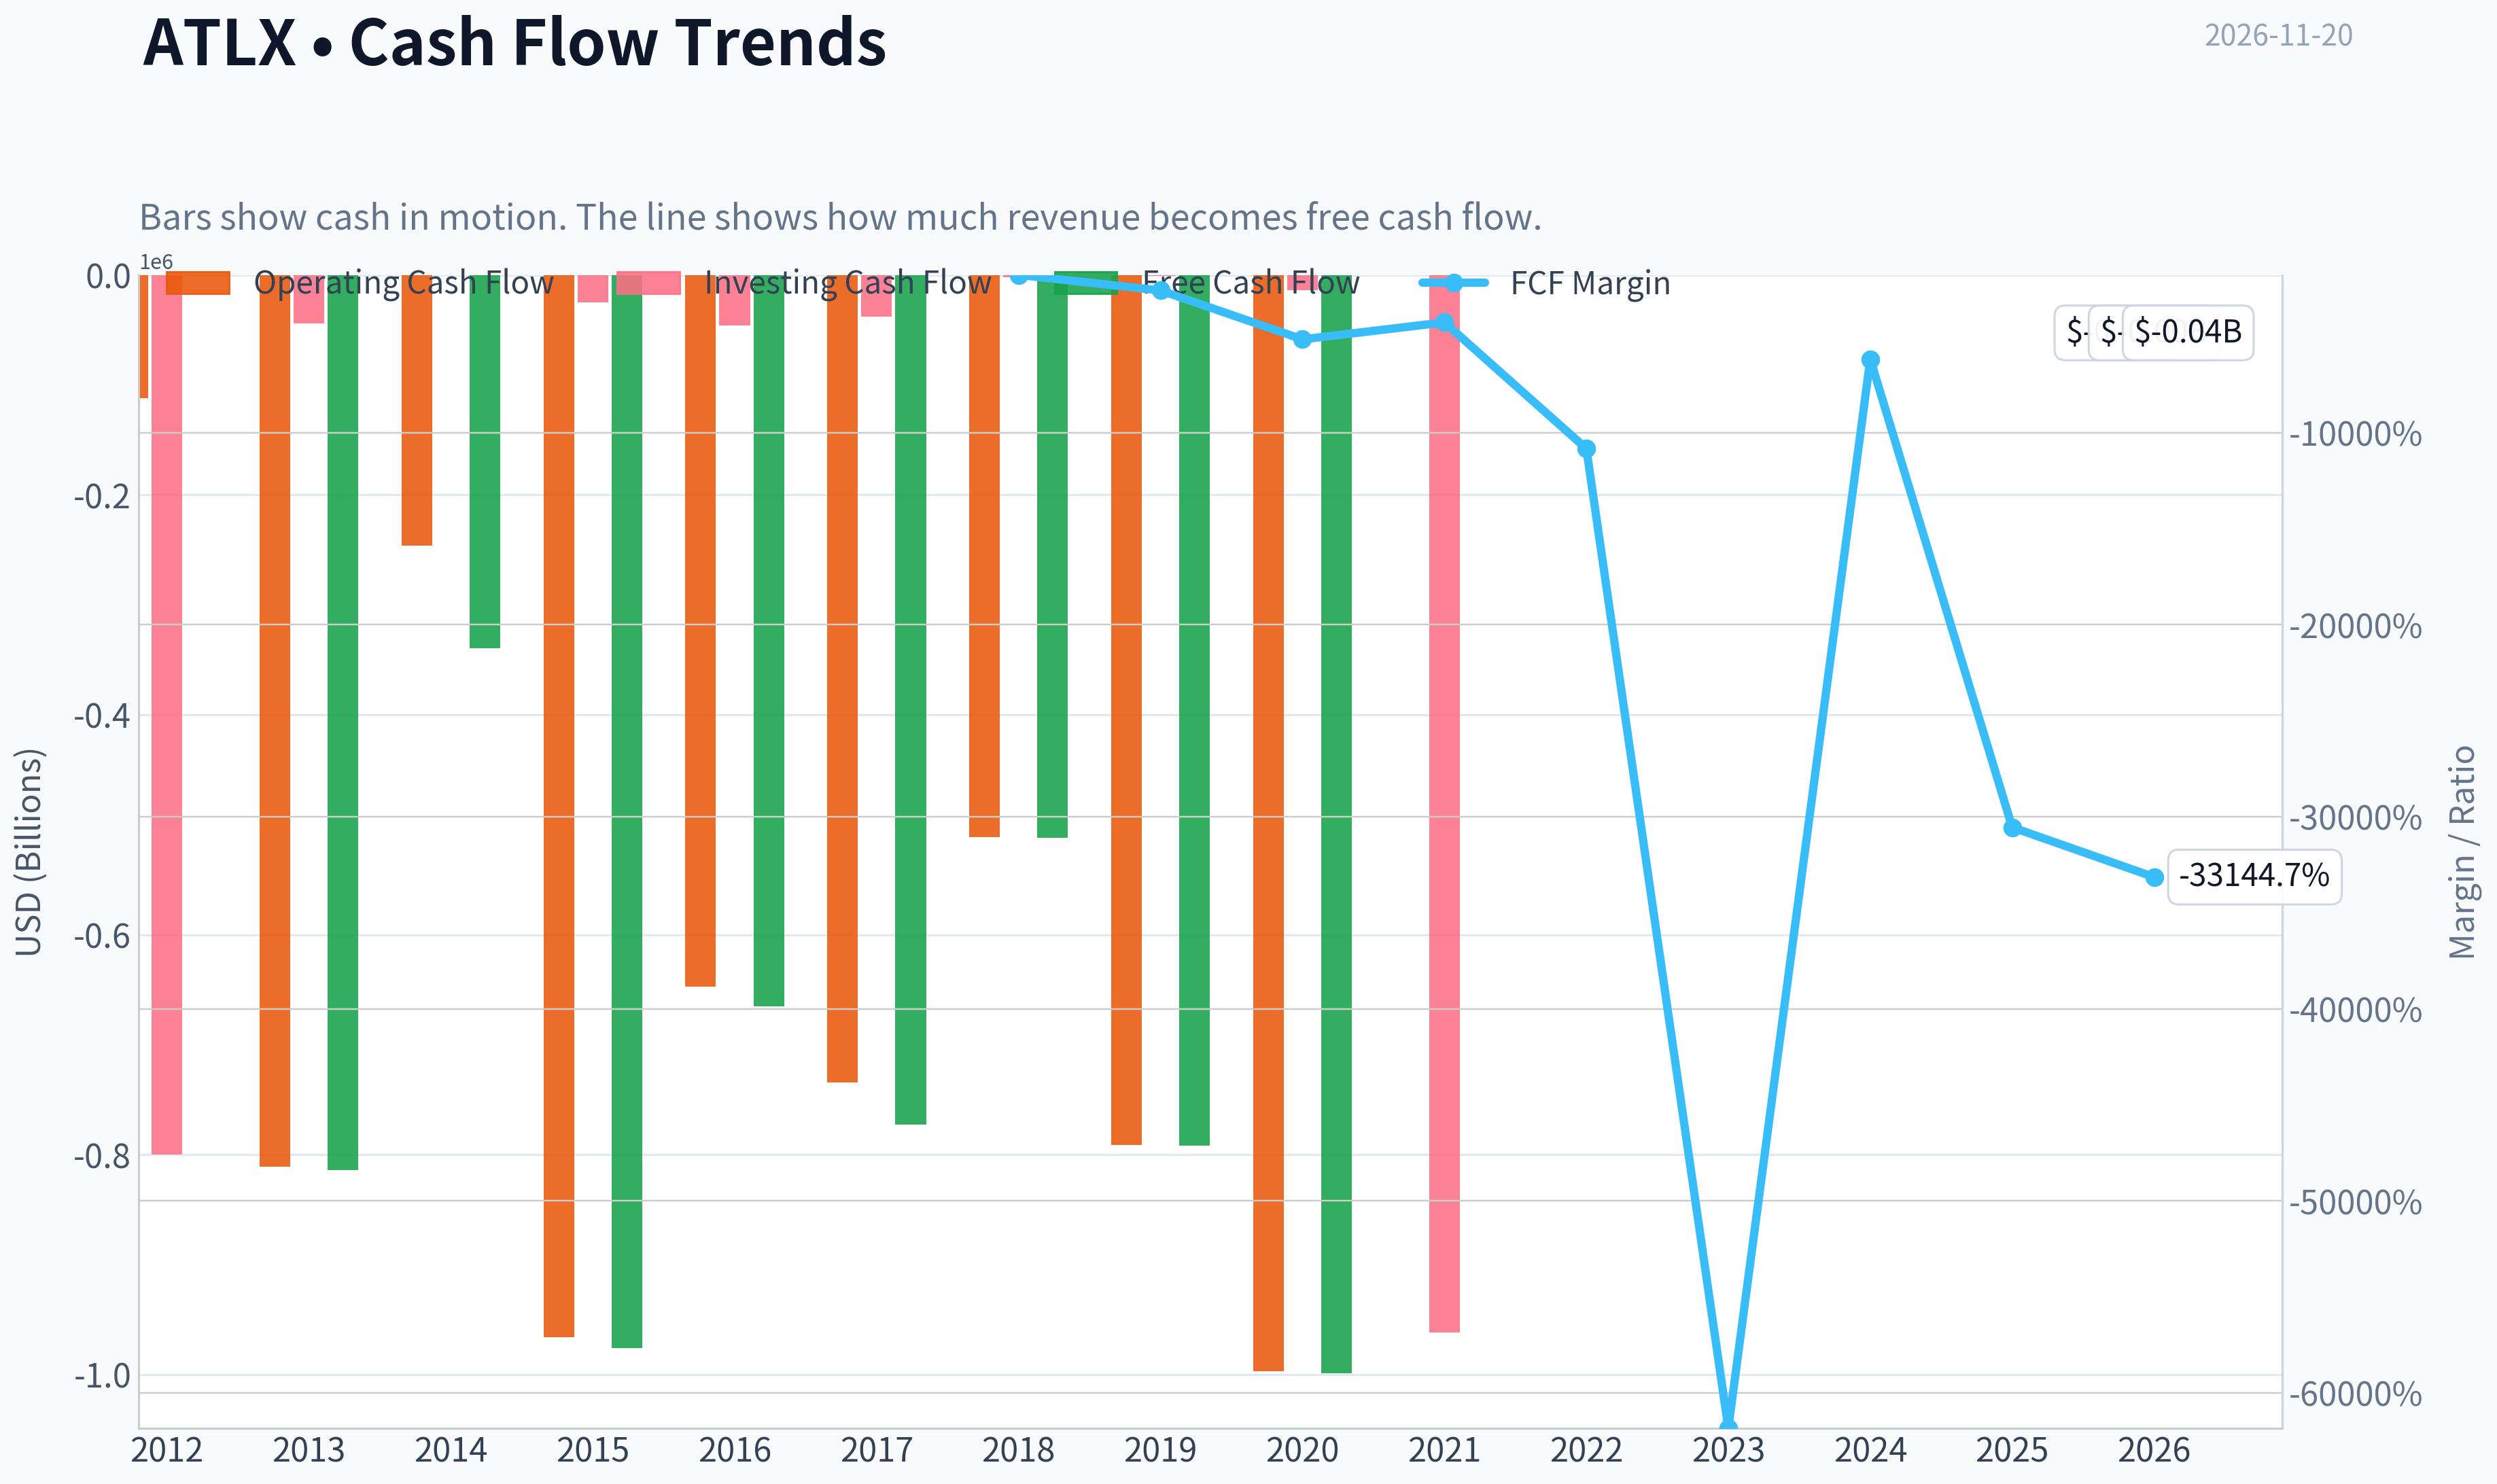 ATLX • Cash Flow Trends
2026-11-20
Bars show cash in motion. The line shows how much revenue becomes free cash flow.
1e6
Operating Cash Flow
Investing Cash Flow
Free Cash Flow
FCF Margin
0.0
-0.2
-0.4
-0.6
-0.8
-1.0
USD (Billions)
$-
$-
$-0.04B
-33144.7%
-10000%
-20000%
-30000%
-40000%
-50000%
-60000%
Margin / Ratio
2012 2013 2014 2015 2016 2017 2018 2019 2020 2021 2022 2023 2024 2025 2026